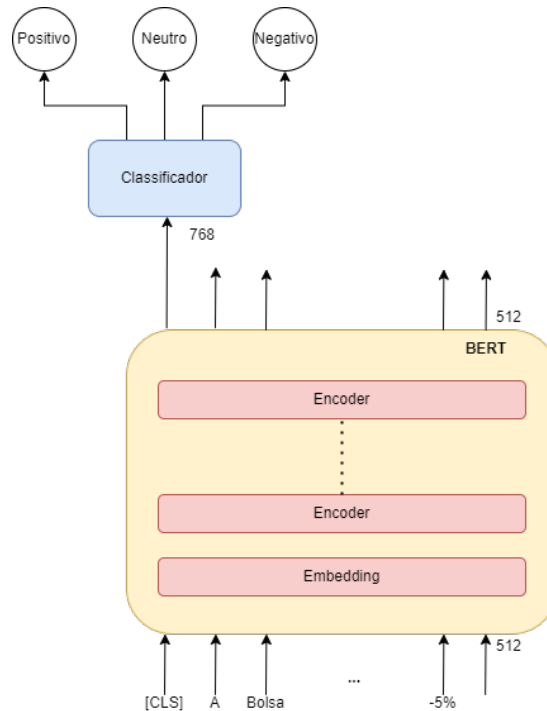 Positivo
Neutro
Negativo
Classificador
768
512
BERT
Encoder
Encoder
Embedding
512
[CLS] A Bolsa ... -5%